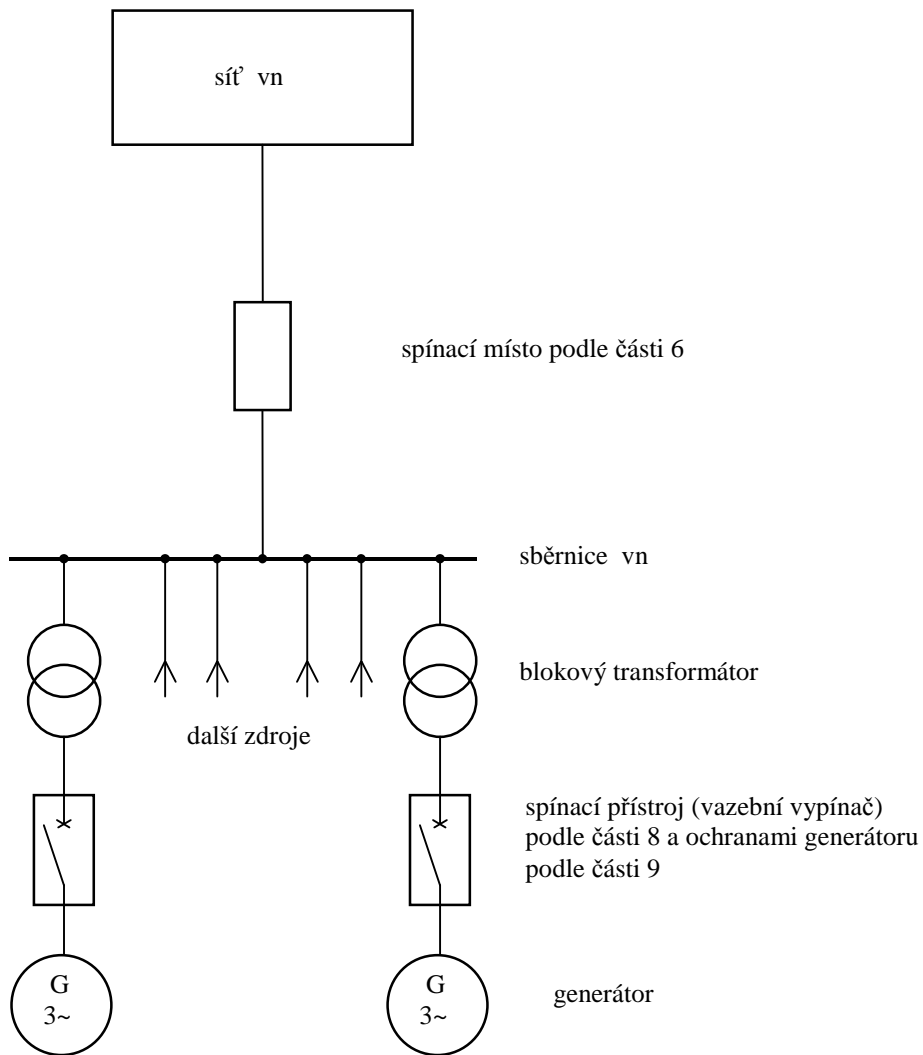 síť vn
spínací místo podle části 6
sběrnice vn
blokový transformátor
další zdroje
spínací přístroj (vazební vypínač)
podle části 8 a ochranami generátoru
podle části 9
G
3~
G
3~
generátor